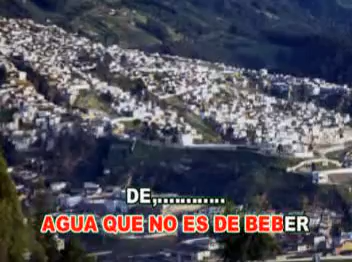 DE,............
AGUA QUE NO ES DE BEBER